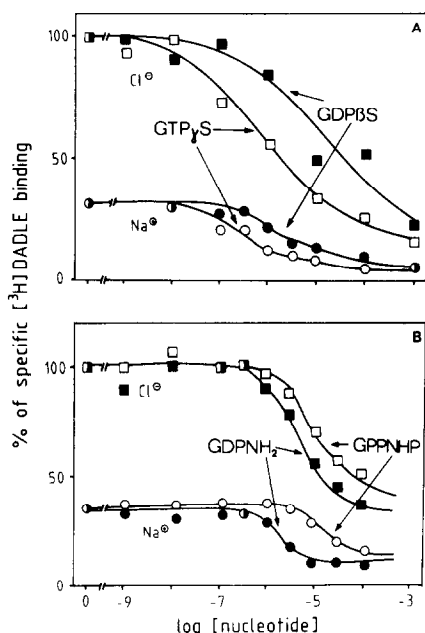 A
100
Cl⊖
GDPβS
GTPγS
50
Na⊕
0
% of specific [³H]DADLE binding
B
100
Cl⊖
GDPNH₂
GPPNHP
50
Na⊕
0
0 -9 -7 -5 -3
log [nucleotide]